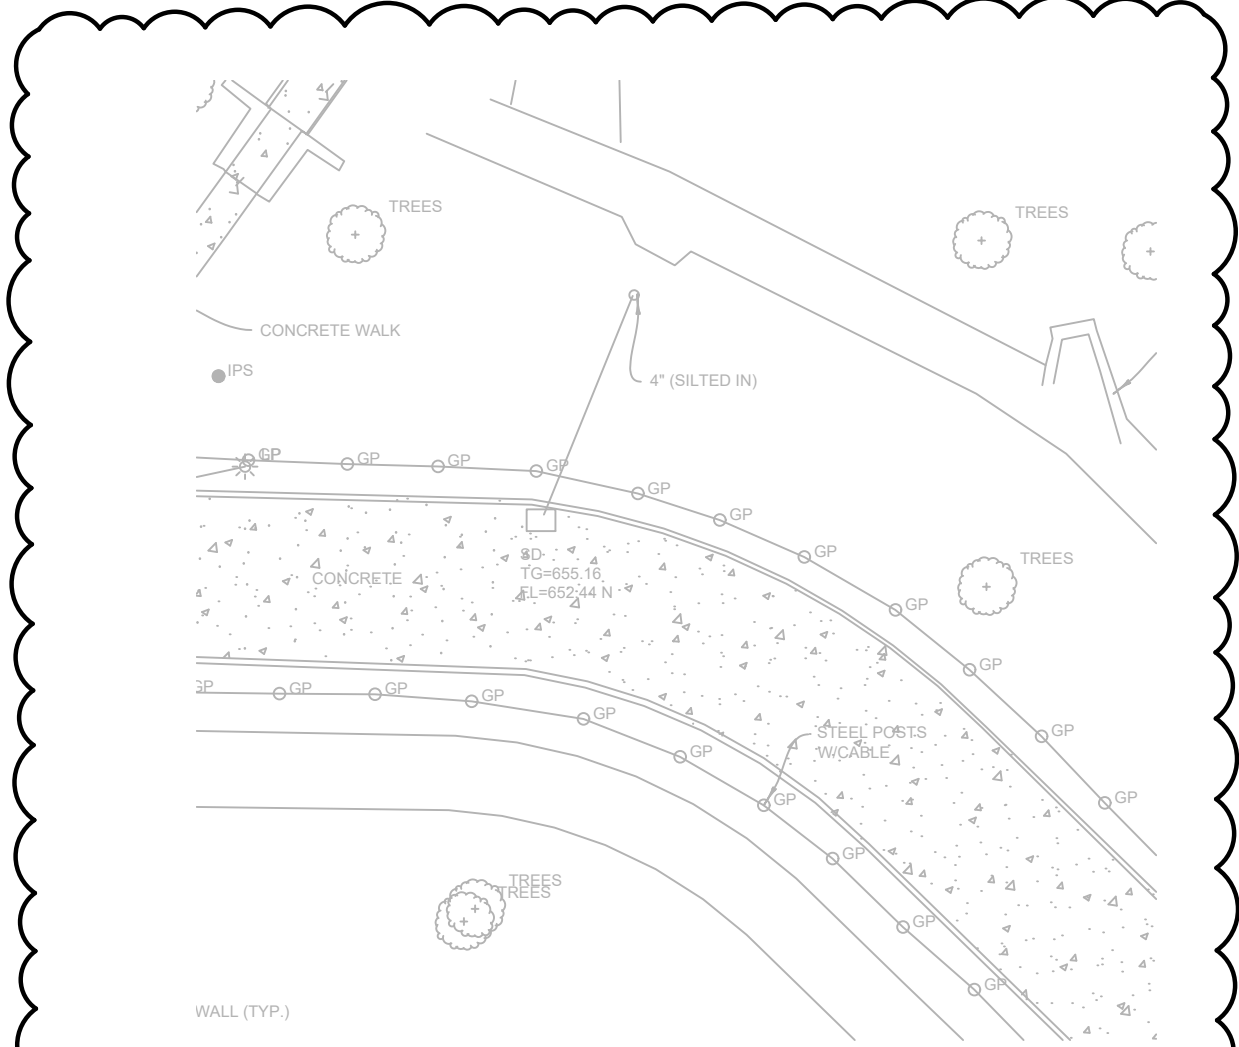 TREES
TREES
CONCRETE WALK
IPS
4" (SILTED IN)
GP
GP
GP
GP
GP
GP
GP
SD
TG=655.16
FL=652.44 N
CONCRETE
TREES
GP
GP
GP
GP
GP
GP
GP
GP
GP
STEEL POSTS
W/CABLE
GP
GP
GP
GP
GP
GP
TREES
TREES
WALL (TYP.)